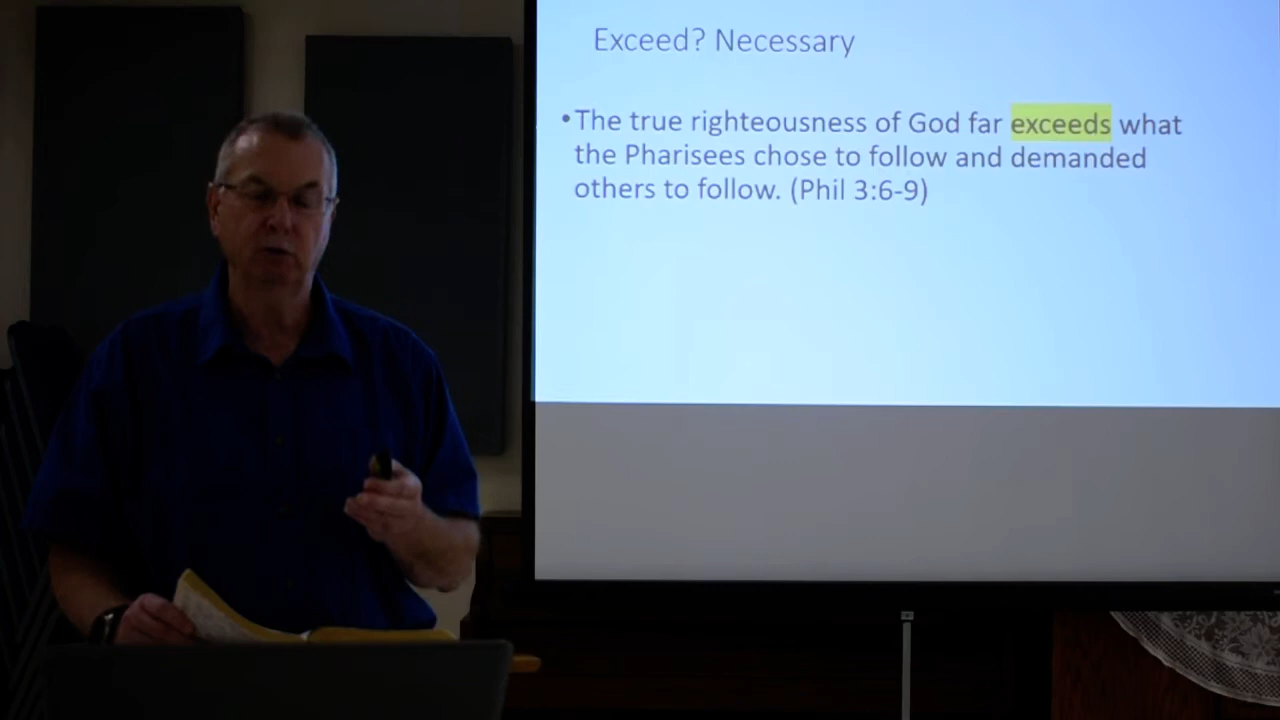 Exceed? Necessary
•The true righteousness of God far exceeds what
the Pharisees chose to follow and demanded
others to follow. (Phil 3:6-9)